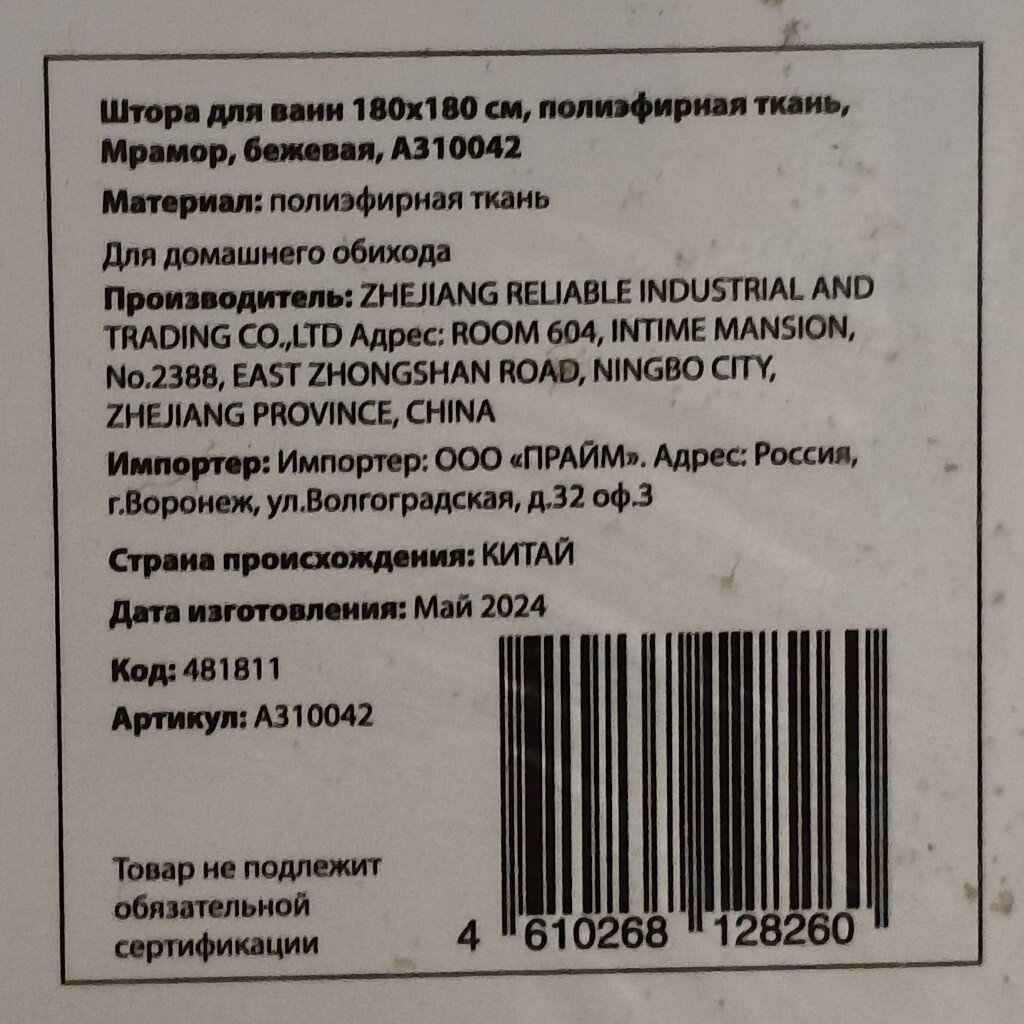 Штора для ванн 180х180 см, полиэфирная ткань,
Мрамор, бежевая, А310042
Материал: полиэфирная ткань
Для домашнего обихода
Производитель: ZHEJIANG RELIABLE INDUSTRIAL AND
TRADING CO.,LTD Адрес: ROOM 604, INTIME MANSION,
No.2388, EAST ZHONGSHAN ROAD, NINGBO CITY,
ZHEJIANG PROVINCE, CHINA
Импортер: Импортер: ООО «ПРАЙМ». Адрес: Россия,
г.Воронеж, ул.Волгоградская, д.32 оф.3
Страна происхождения: КИТАЙ
Дата изготовления: Май 2024
Код: 481811
Артикул: А310042
Товар не подлежит
обязательной
сертификации
4 610268 128260